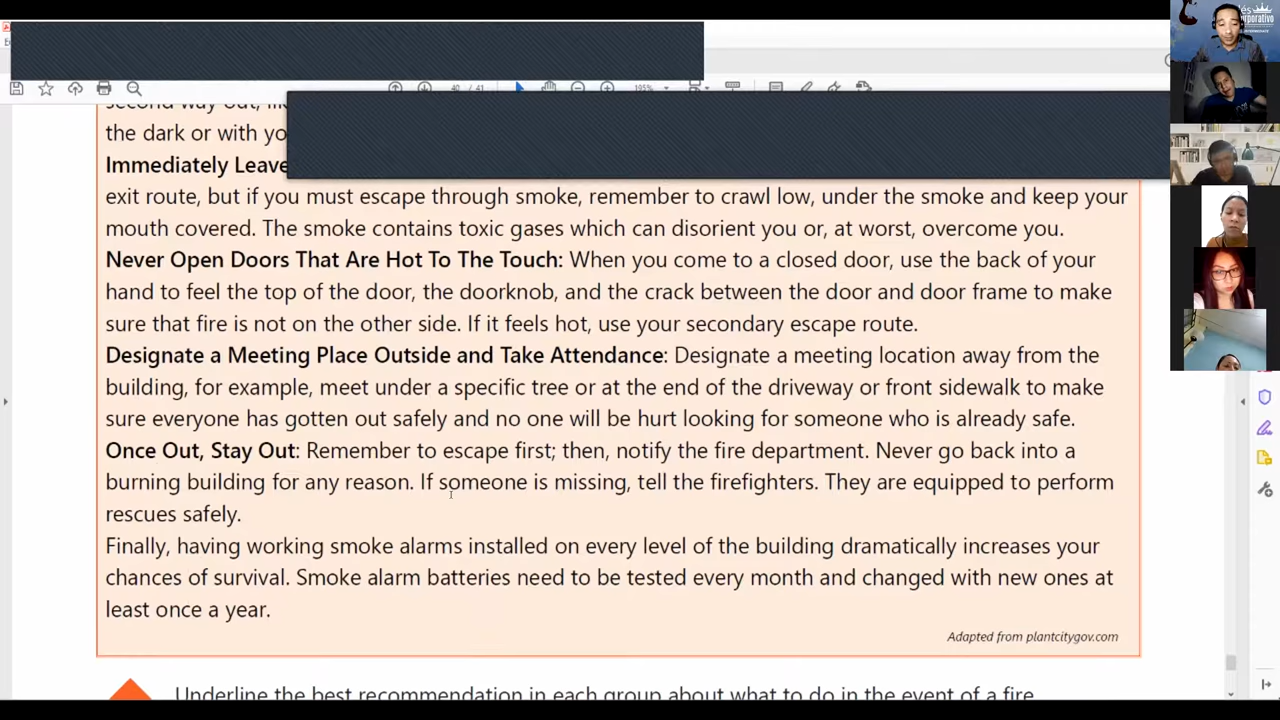 40 / 41
195%
second way out,
the dark or with yo
Immediately Leave
exit route, but if you must escape through smoke, remember to crawl low, under the smoke and keep your
mouth covered. The smoke contains toxic gases which can disorient you or, at worst, overcome you.
Never Open Doors That Are Hot To The Touch: When you come to a closed door, use the back of your
hand to feel the top of the door, the doorknob, and the crack between the door and door frame to make
sure that fire is not on the other side. If it feels hot, use your secondary escape route.
Designate a Meeting Place Outside and Take Attendance: Designate a meeting location away from the
building, for example, meet under a specific tree or at the end of the driveway or front sidewalk to make
sure everyone has gotten out safely and no one will be hurt looking for someone who is already safe.
Once Out, Stay Out: Remember to escape first; then, notify the fire department. Never go back into a
burning building for any reason. If someone is missing, tell the firefighters. They are equipped to perform
rescues safely.
Finally, having working smoke alarms installed on every level of the building dramatically increases your
chances of survival. Smoke alarm batteries need to be tested every month and changed with new ones at
least once a year.
Adapted from plantcitygov.com
Underline the best recommendation in each group about what to do in the event of a fire